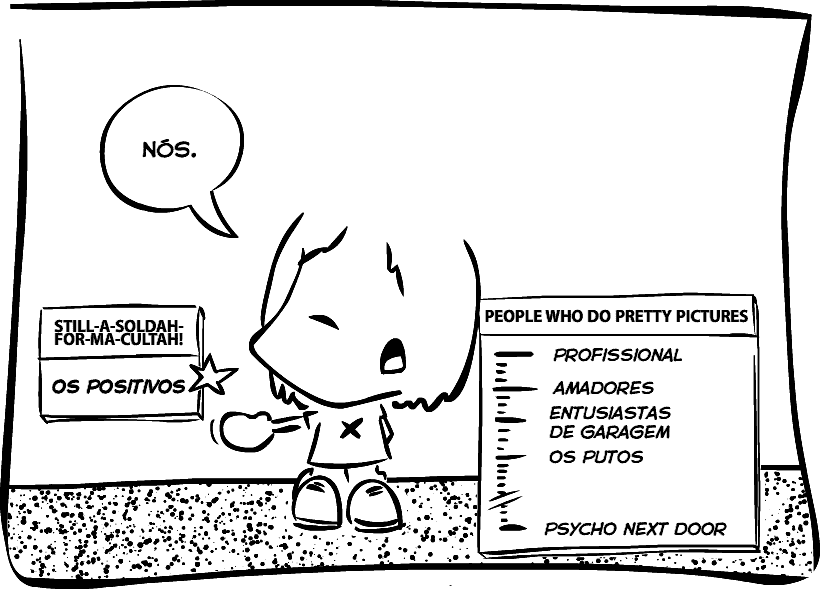 NÓS.
STILL-A-SOLDAH-
FOR-MA-CULTAH!
OS POSITIVOS
PEOPLE WHO DO PRETTY PICTURES
PROFISSIONAL
AMADORES
ENTUSIASTAS
DE GARAGEM
OS PUTOS
PSYCHO NEXT DOOR